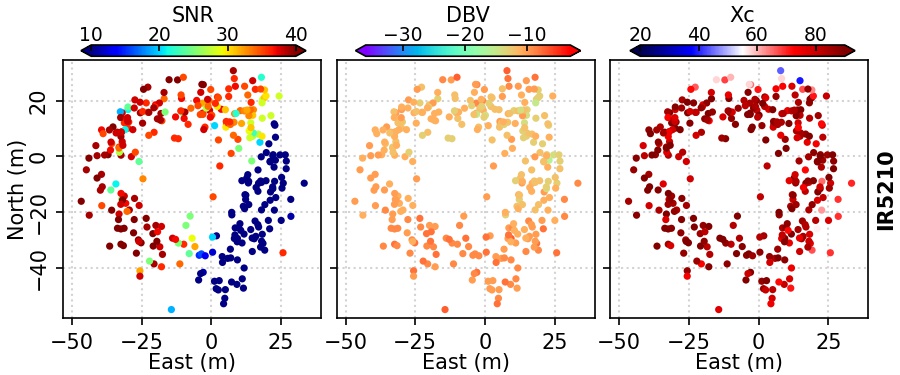 SNR DBV Xc
10 20 30 40 −30 −20 −10 20 40 60 80
20
0
−20
−40
North (m)
IR5210
−50 −25 0 25 −50 −25 0 25 −50 −25 0 25
East (m) East (m) East (m)